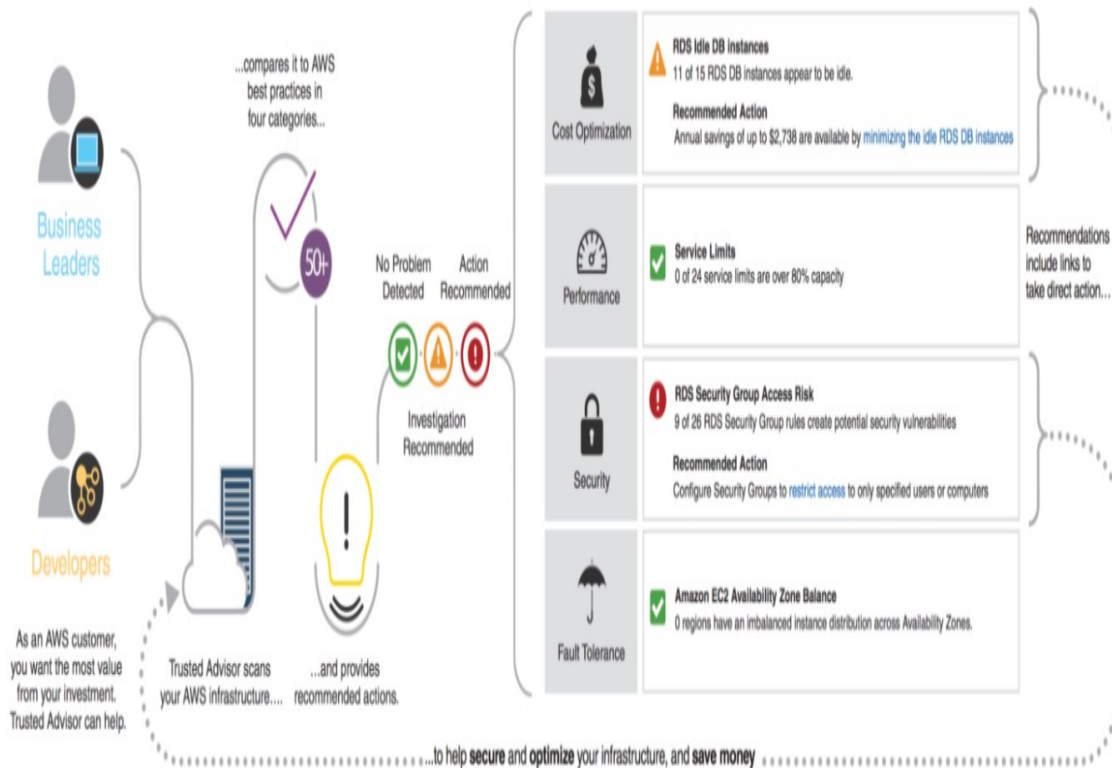 Business
Leaders
Developers
As an AWS customer,
you want the most value
from your investment.
Trusted Advisor can help.
Trusted Advisor scans
your AWS infrastructure....
...compares it to AWS
best practices in
four categories...
50+
...and provides
recommended actions.
No Problem
Detected
Action
Recommended
Investigation
Recommended
Cost Optimization
RDS Idle DB Instances
11 of 15 RDS DB instances appear to be idle.
Recommended Action
Annual savings of up to $2,738 are available by minimizing the idle RDS DB instances
Performance
Service Limits
0 of 24 service limits are over 80% capacity
Security
RDS Security Group Access Risk
9 of 26 RDS Security Group rules create potential security vulnerabilities
Recommended Action
Configure Security Groups to restrict access to only specified users or computers
Fault Tolerance
Amazon EC2 Availability Zone Balance
0 regions have an imbalanced instance distribution across Availability Zones.
Recommendations
include links to
take direct action...
...to help secure and optimize your infrastructure, and save money